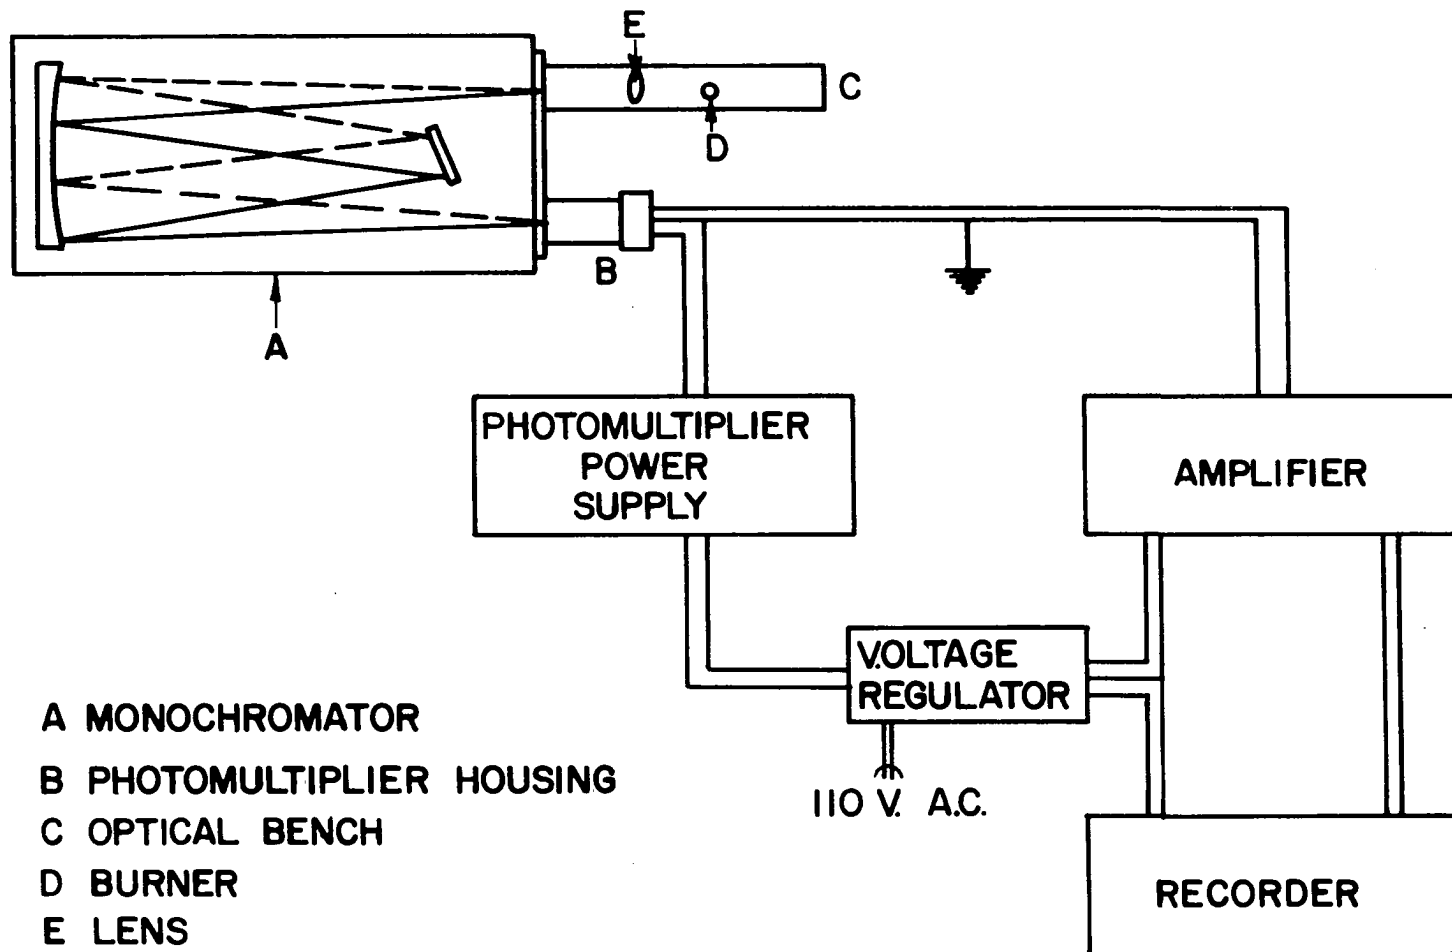 E
C
D
B
A
PHOTOMULTIPLIER
POWER
SUPPLY
AMPLIFIER
VOLTAGE
REGULATOR
110 V. A.C.
RECORDER
A MONOCHROMATOR
B PHOTOMULTIPLIER HOUSING
C OPTICAL BENCH
D BURNER
E LENS